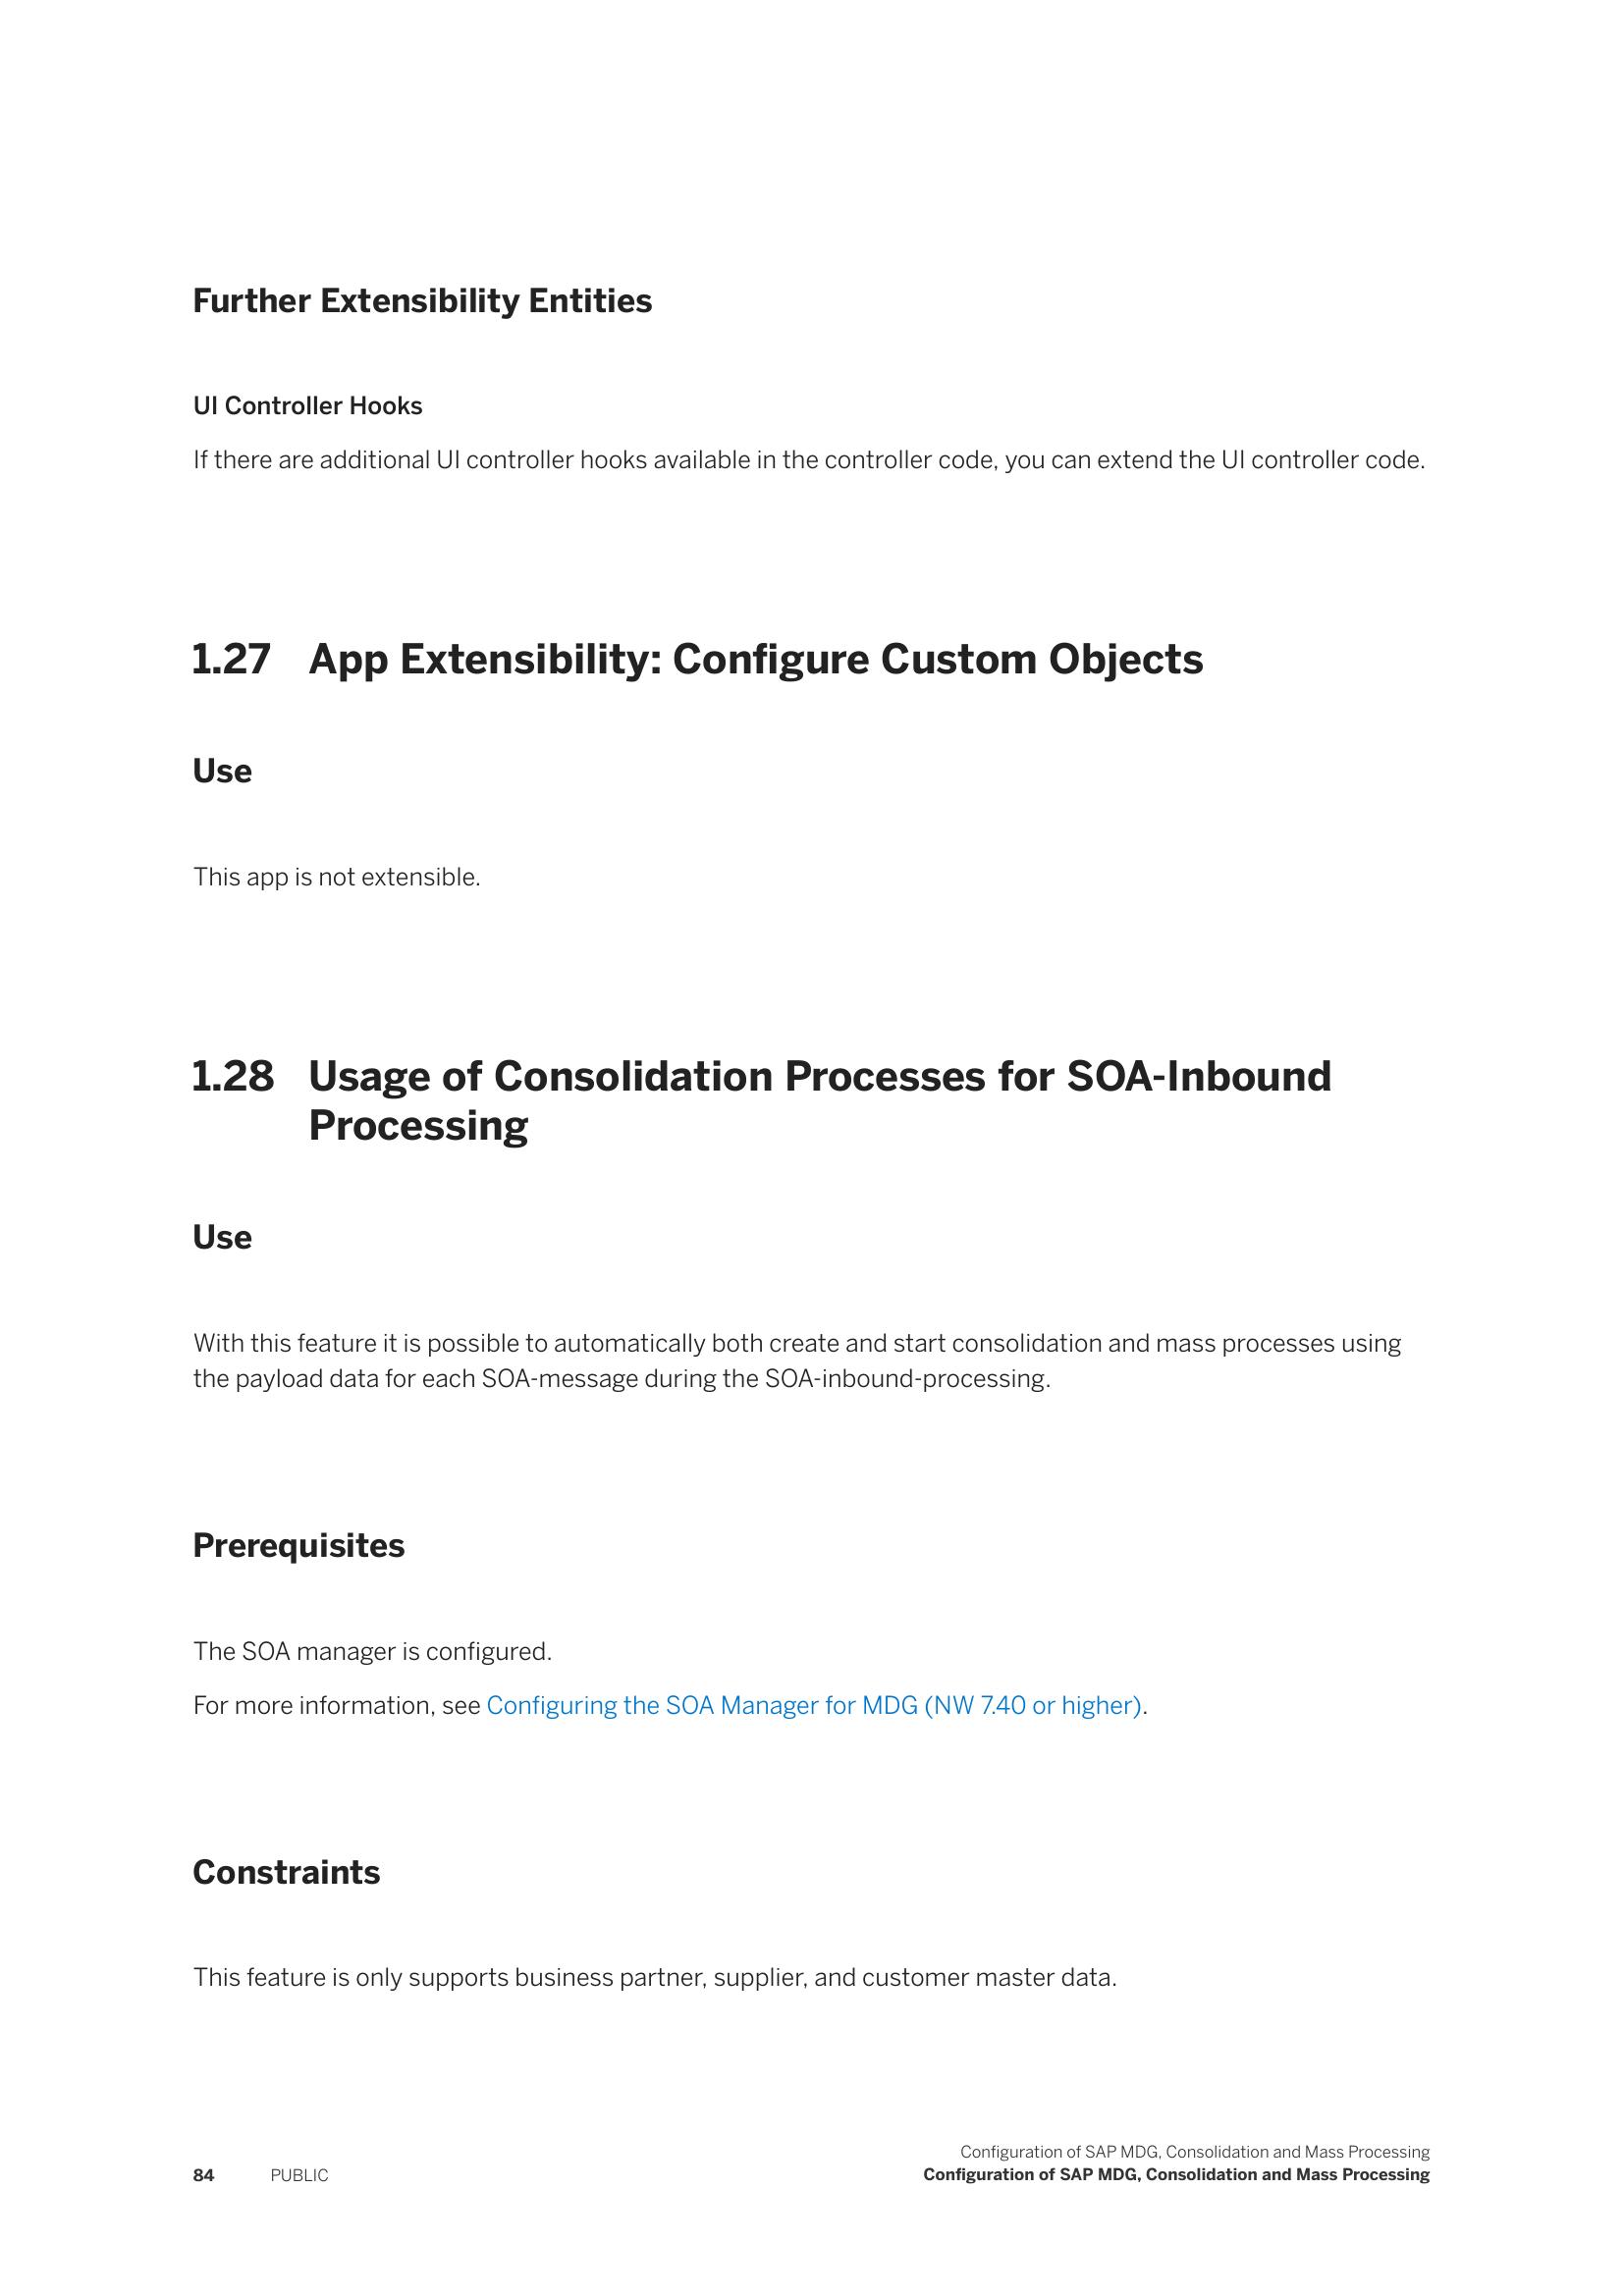 Further Extensibility Entities
UI Controller Hooks
If there are additional UI controller hooks available in the controller code, you can extend the UI controller code.
1.27 App Extensibility: Configure Custom Objects
Use
This app is not extensible.
1.28 Usage of Consolidation Processes for SOA-Inbound
Processing
Use
With this feature it is possible to automatically both create and start consolidation and mass processes using
the payload data for each SOA-message during the SOA-inbound-processing.
Prerequisites
The SOA manager is configured.
For more information, see Configuring the SOA Manager for MDG (NW 7.40 or higher).
Constraints
This feature is only supports business partner, supplier, and customer master data.
Configuration of SAP MDG, Consolidation and Mass Processing
84 PUBLIC Configuration of SAP MDG, Consolidation and Mass Processing